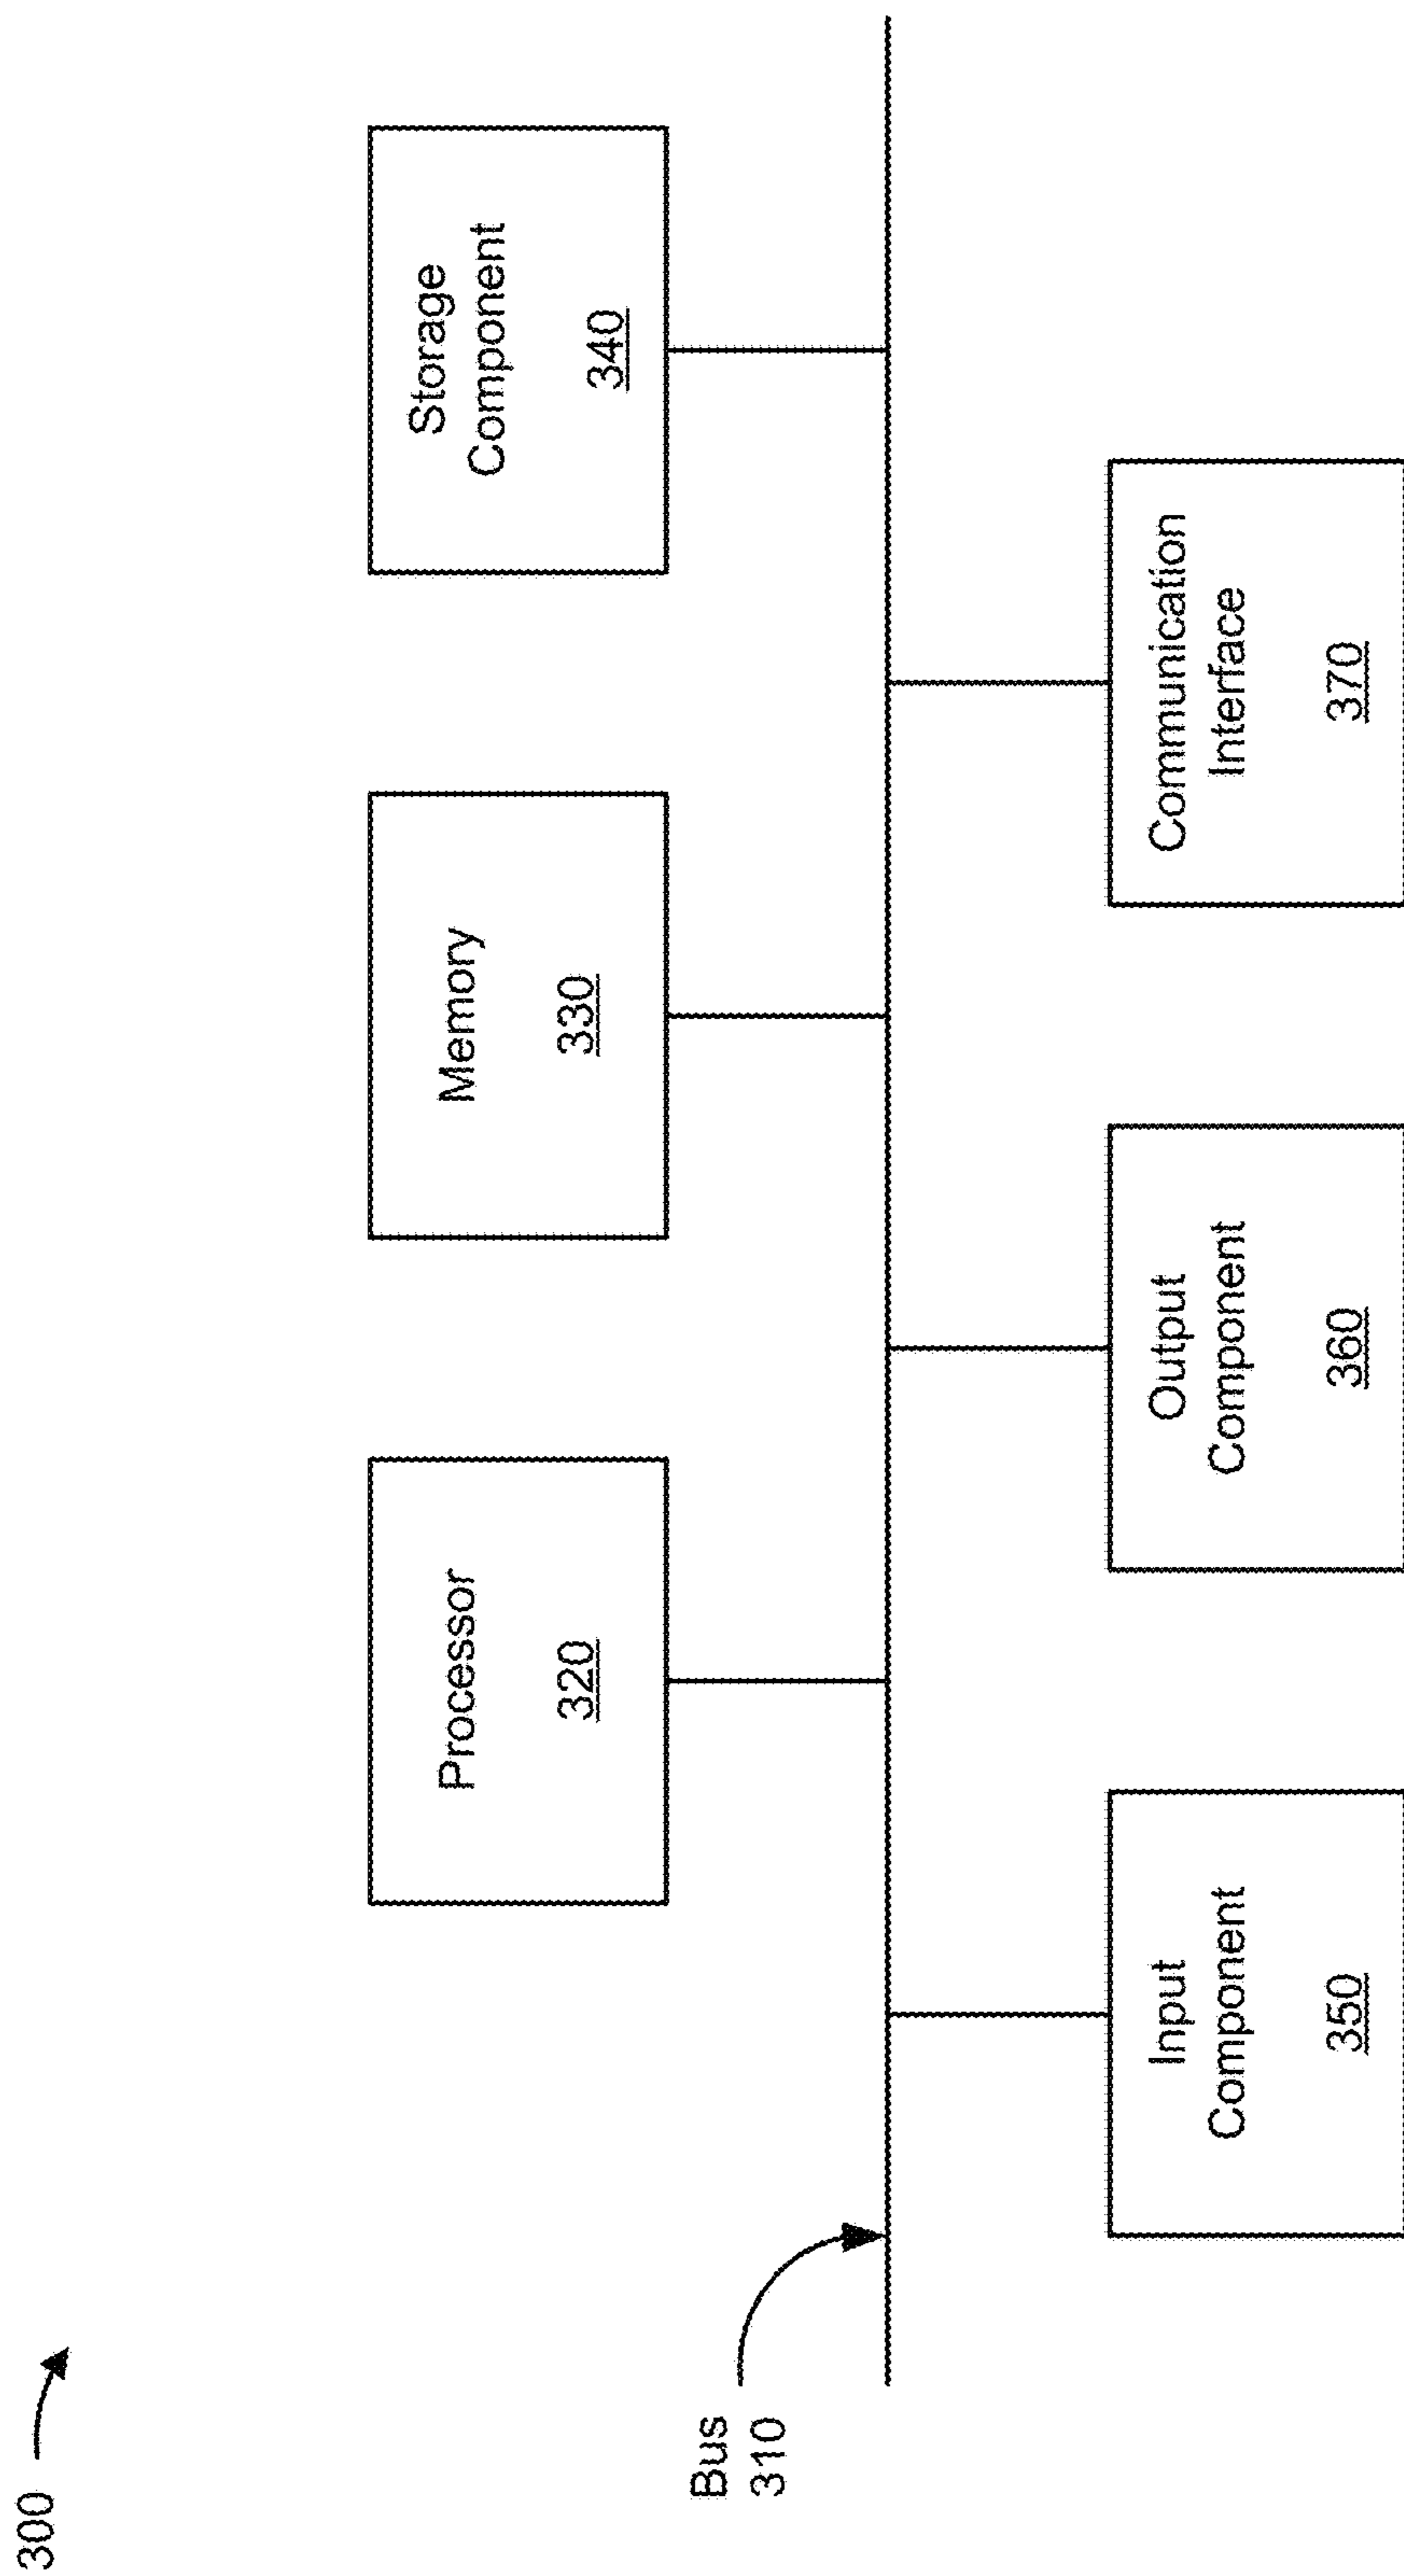 300
Processor
320
Memory
330
Storage
Component
340
Bus
310
Input
Component
350
Output
Component
360
Communication
Interface
370